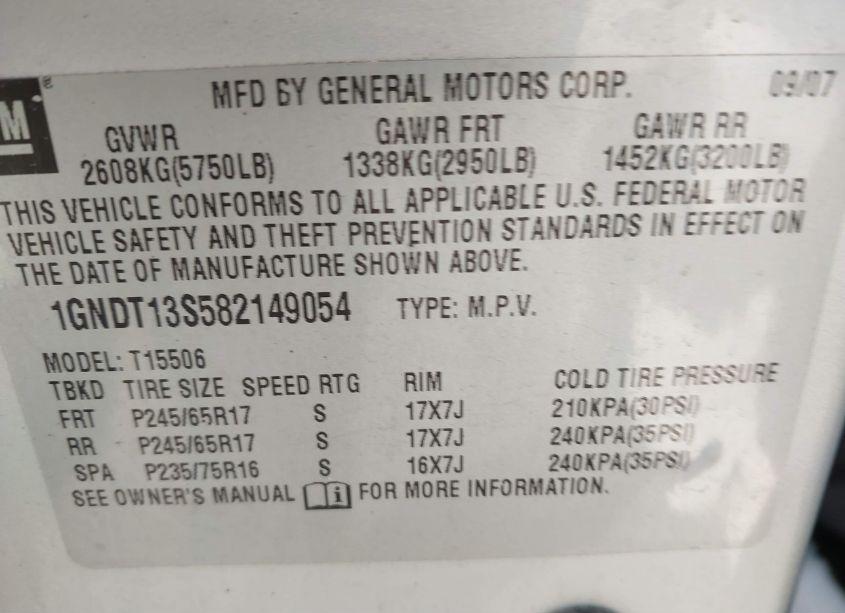 M ®
MFD BY GENERAL MOTORS CORP. 09/07
GVWR GAWR FRT GAWR RR
2608KG(5750LB) 1338KG(2950LB) 1452KG(3200LB)
THIS VEHICLE CONFORMS TO ALL APPLICABLE U.S. FEDERAL MOTOR
VEHICLE SAFETY AND THEFT PREVENTION STANDARDS IN EFFECT ON
THE DATE OF MANUFACTURE SHOWN ABOVE.
1GNDT13S582149054 TYPE: M.P.V.
MODEL: T15506
TBKD TIRE SIZE SPEED RTG RIM COLD TIRE PRESSURE
FRT P245/65R17 S 17X7J 210KPA(30PSI)
RR P245/65R17 S 17X7J 240KPA(35PSI)
SPA P235/75R16 S 16X7J 240KPA(35PSI)
SEE OWNER'S MANUAL i FOR MORE INFORMATION.